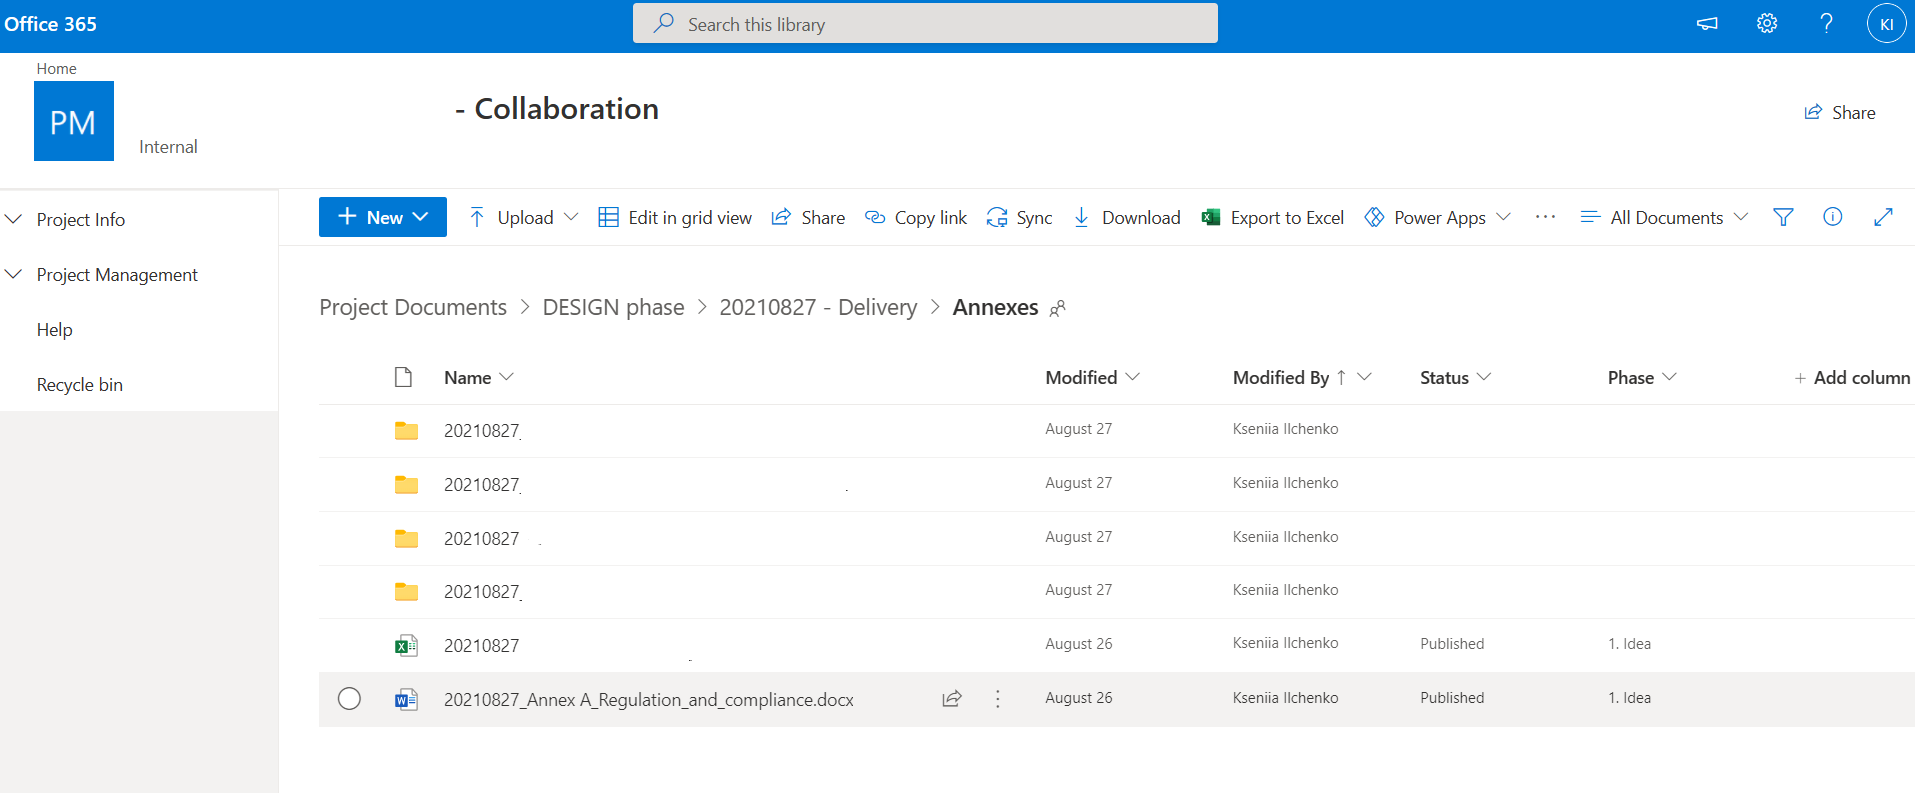 Office 365
Search this library
KI
Home
PM
- Collaboration
Internal
Share
Project Info
Project Management
Help
Recycle bin
New Upload Edit in grid view Share Copy link Sync Download Export to Excel Power Apps ··· All Documents
Project Documents > DESIGN phase > 20210827 - Delivery > Annexes
Name Modified Modified By ↑ Status Phase + Add column
20210827_ August 27 Kseniia Ilchenko
20210827_ August 27 Kseniia Ilchenko
20210827 August 27 Kseniia Ilchenko
20210827_ August 27 Kseniia Ilchenko
20210827 August 26 Kseniia Ilchenko Published 1. Idea
20210827_Annex A_Regulation_and_compliance.docx August 26 Kseniia Ilchenko Published 1. Idea